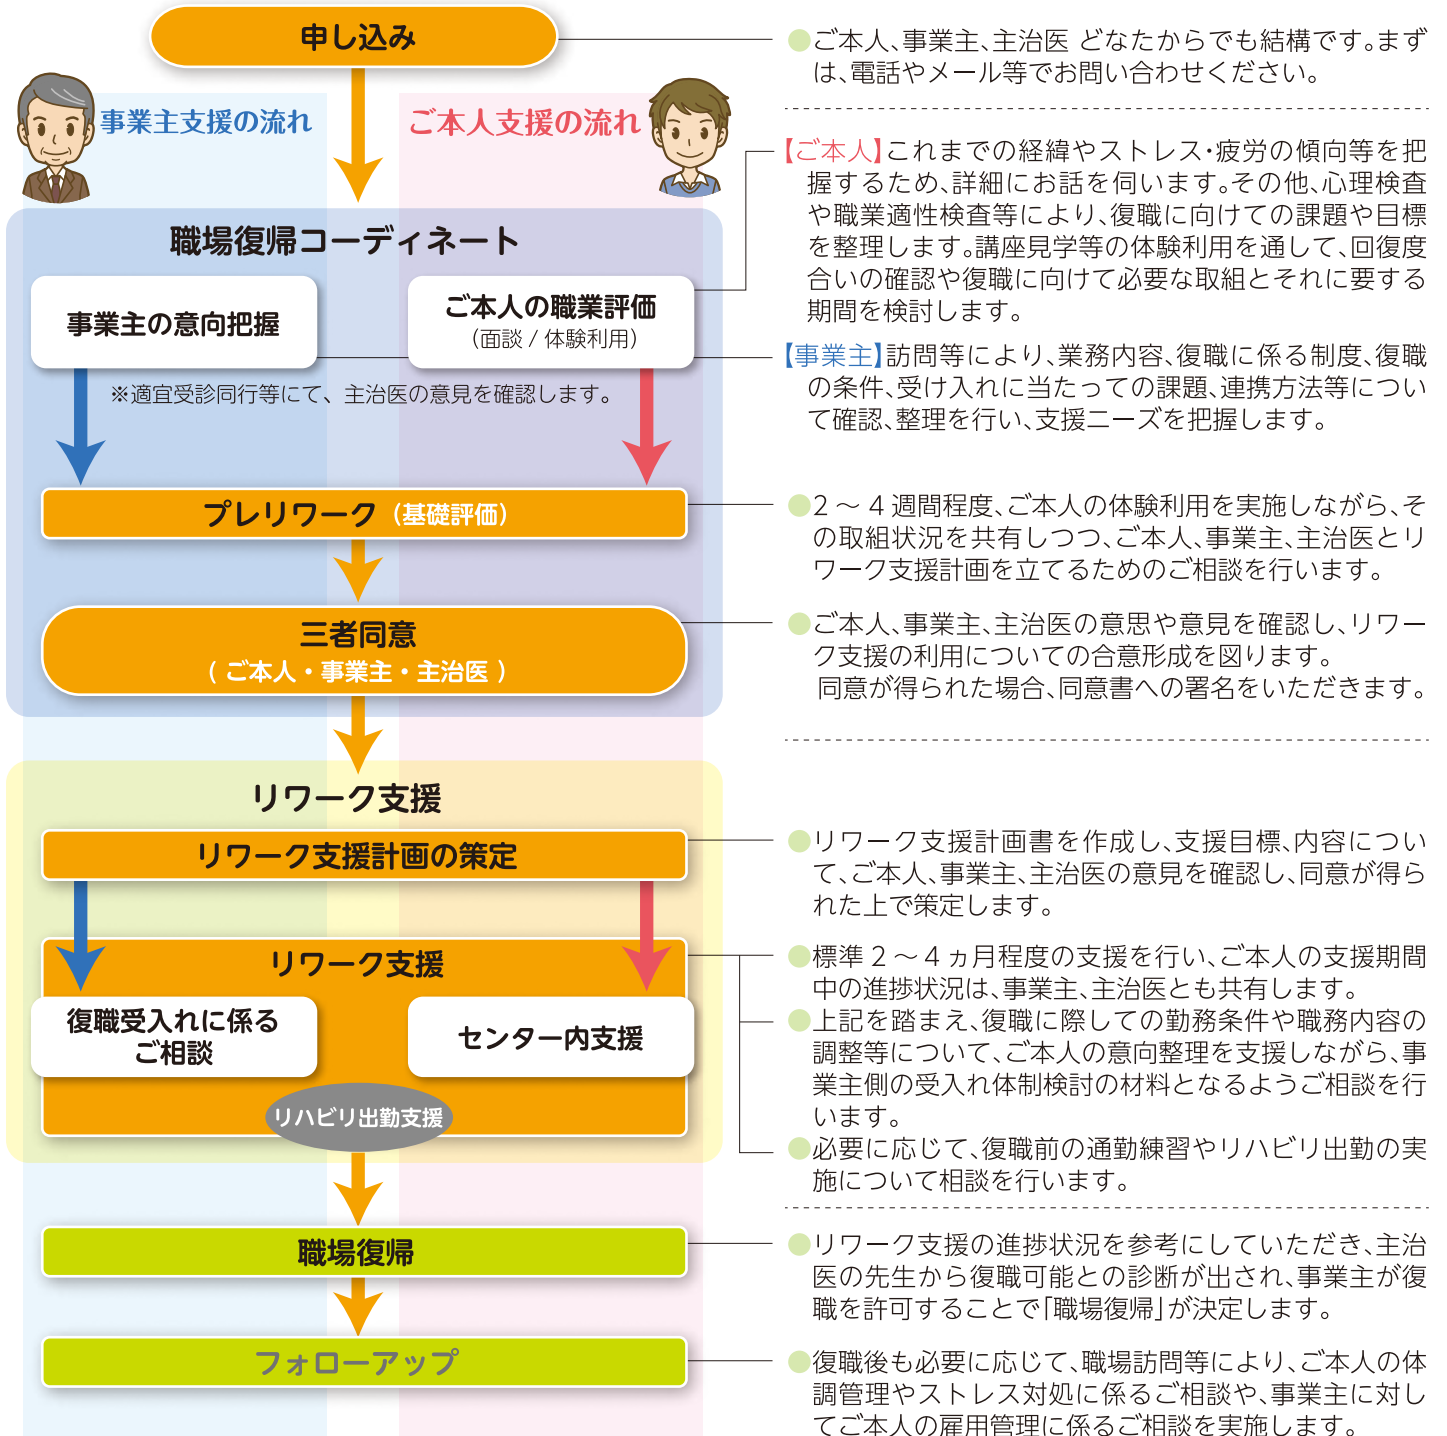 申し込み
●ご本人、事業主、主治医 どなたからでも結構です。まず
は、電話やメール等でお問い合わせください。
事業主支援の流れ
ご本人支援の流れ
【ご本人】これまでの経緯やストレス・疲労の傾向等を把
握するため、詳細にお話を伺います。その他、心理検査
や職業適性検査等により、復職に向けての課題や目標
を整理します。講座見学等の体験利用を通して、回復度
合いの確認や復職に向けて必要な取組とそれに要する
期間を検討します。
職場復帰コーディネート
事業主の意向把握
ご本人の職業評価
（面談 / 体験利用）
【事業主】訪問等により、業務内容、復職に係る制度、復職
の条件、受け入れに当たっての課題、連携方法等につい
て確認、整理を行い、支援ニーズを把握します。
※適宜受診同行等にて、主治医の意見を確認します。
プレリワーク（基礎評価）
●2 ～ 4 週間程度、ご本人の体験利用を実施しながら、そ
の取組状況を共有しつつ、ご本人、事業主、主治医とリ
ワーク支援計画を立てるためのご相談を行います。
三者同意
（ ご本人・事業主・主治医 ）
●ご本人、事業主、主治医の意思や意見を確認し、リワー
ク支援の利用についての合意形成を図ります。
同意が得られた場合、同意書への署名をいただきます。
リワーク支援
リワーク支援計画の策定
●リワーク支援計画書を作成し、支援目標、内容につい
て、ご本人、事業主、主治医の意見を確認し、同意が得ら
れた上で策定します。
リワーク支援
復職受入れに係る
ご相談
センター内支援
リハビリ出勤支援
●標準 2 ～ 4 ヵ月程度の支援を行い、ご本人の支援期間
中の進捗状況は、事業主、主治医とも共有します。
●上記を踏まえ、復職に際しての勤務条件や職務内容の
調整等について、ご本人の意向整理を支援しながら、事
業主側の受入れ体制検討の材料となるようご相談を行
います。
●必要に応じて、復職前の通勤練習やリハビリ出勤の実
施について相談を行います。
職場復帰
●リワーク支援の進捗状況を参考にしていただき、主治
医の先生から復職可能との診断が出され、事業主が復
職を許可することで「職場復帰」が決定します。
フォローアップ
●復職後も必要に応じて、職場訪問等により、ご本人の体
調管理やストレス対処に係るご相談や、事業主に対し
てご本人の雇用管理に係るご相談を実施します。